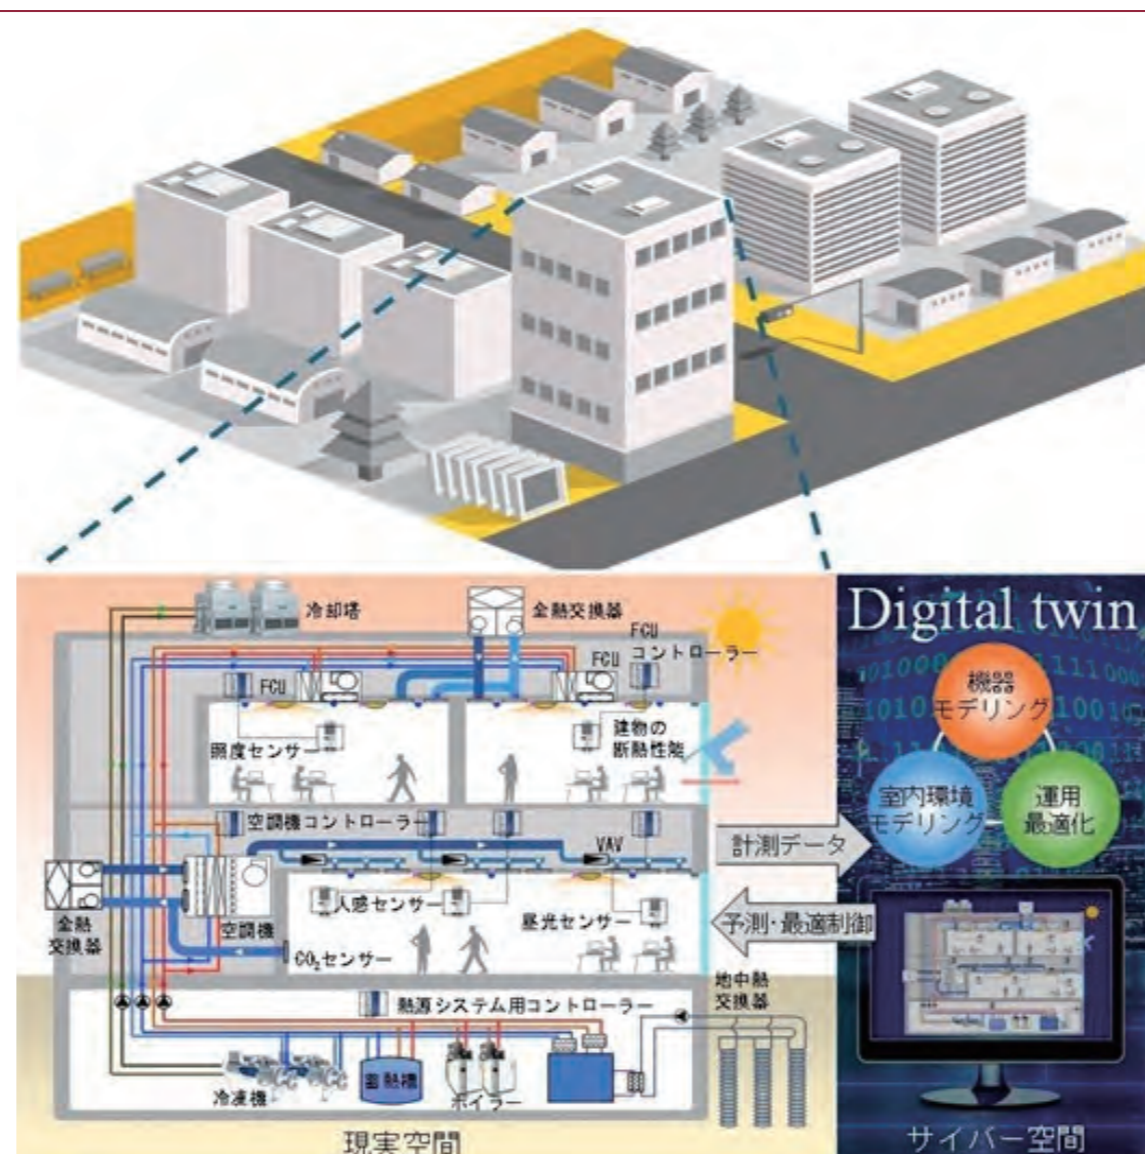 冷却塔
全熱交換器
FCU
コントローラー
FCU
FCU
照度センサー
建物の
断熱性能
空調機コントローラー
VAV
全熱
交換器
空調機
人感センサー
昼光センサー
CO₂センサー
熱源システム用コントローラー
地中熱
交換器
冷凍機
蓄熱槽
ボイラー
現実空間
計測データ
予測・最適制御
Digital twin
機器
モデリング
室内環境
モデリング
運用
最適化
サイバー空間